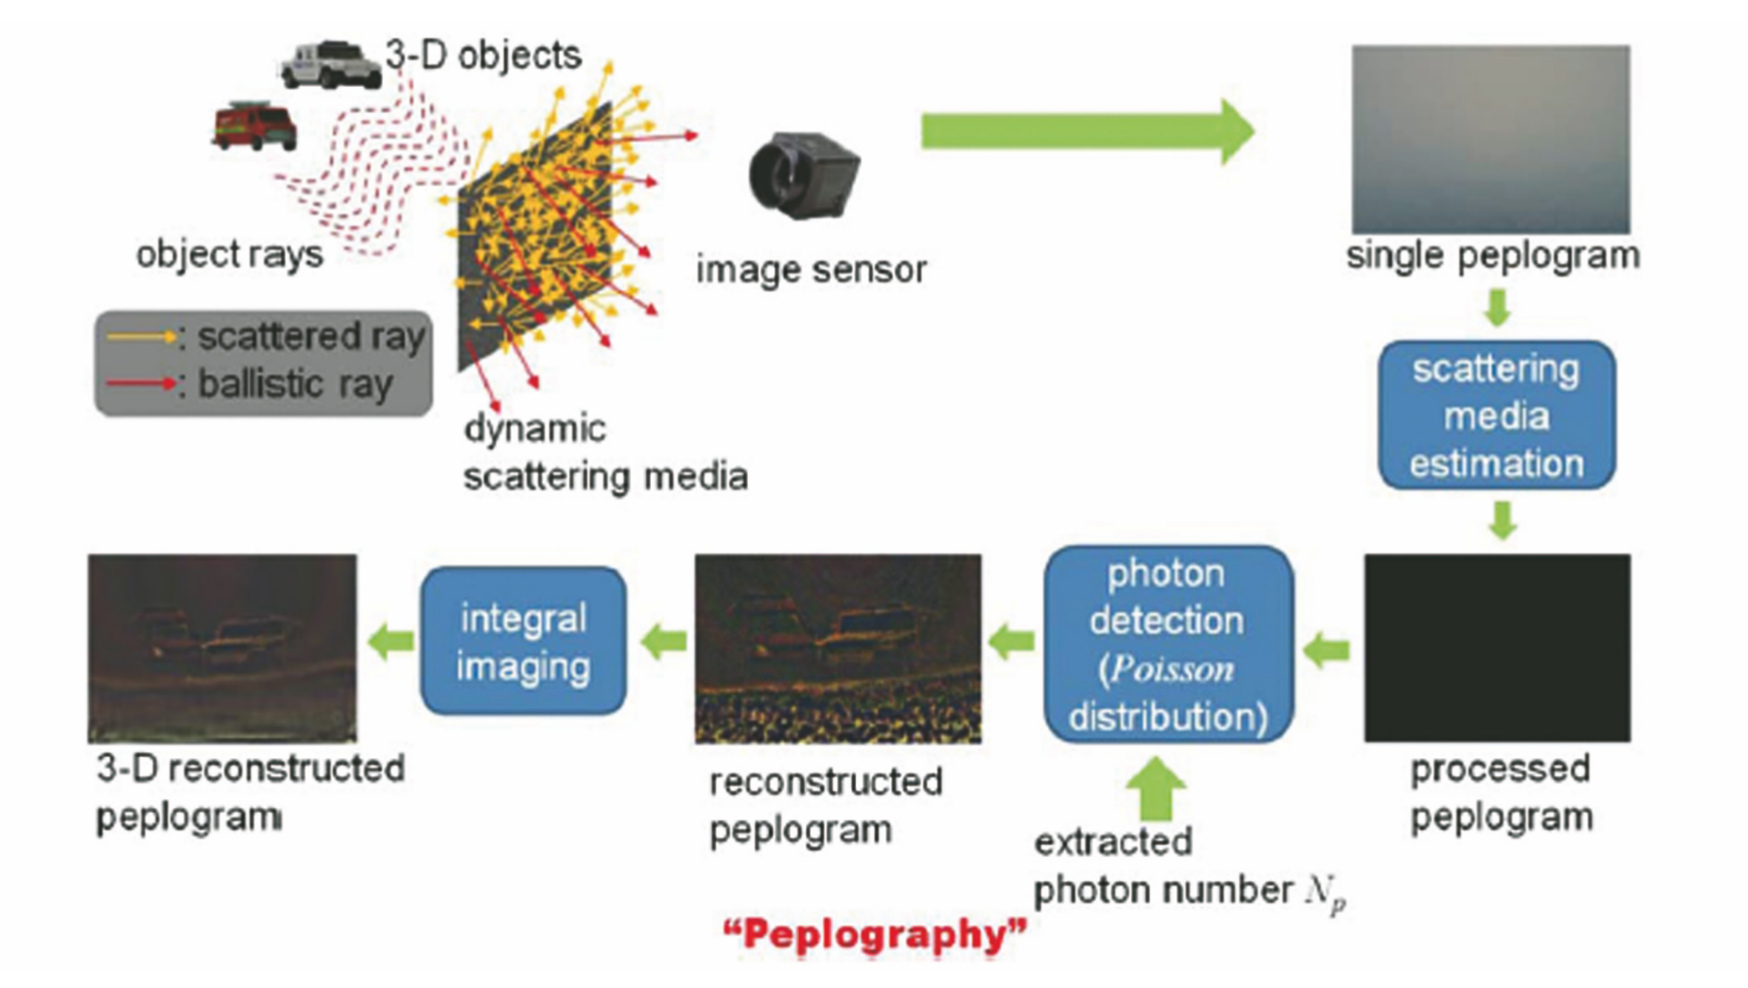 3-D objects
object rays
: scattered ray
: ballistic ray
dynamic
scattering media
image sensor
single peplogram
scattering
media
estimation
processed
peplogram
photon
detection
(Poisson
distribution)
extracted
photon number Np
reconstructed
peplogram
integral
imaging
3-D reconstructed
peplogram
“Peplography”